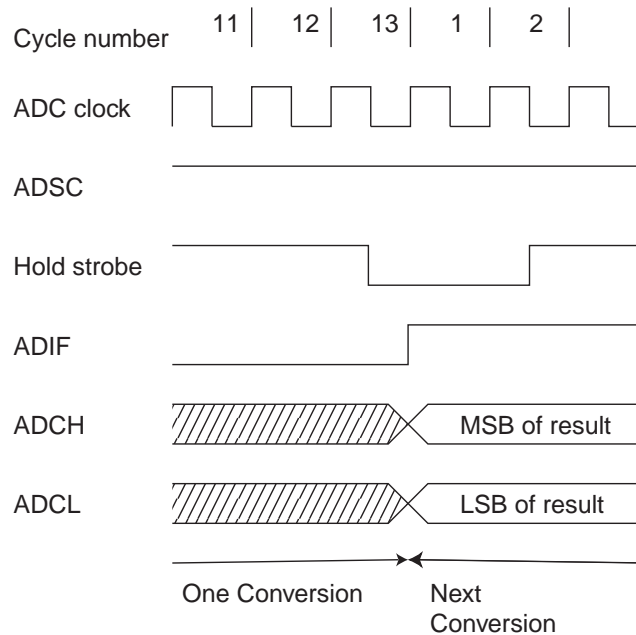 Cycle number 11 12 13 1 2
ADC clock
ADSC
Hold strobe
ADIF
ADCH MSB of result
ADCL LSB of result
One Conversion Next
Conversion